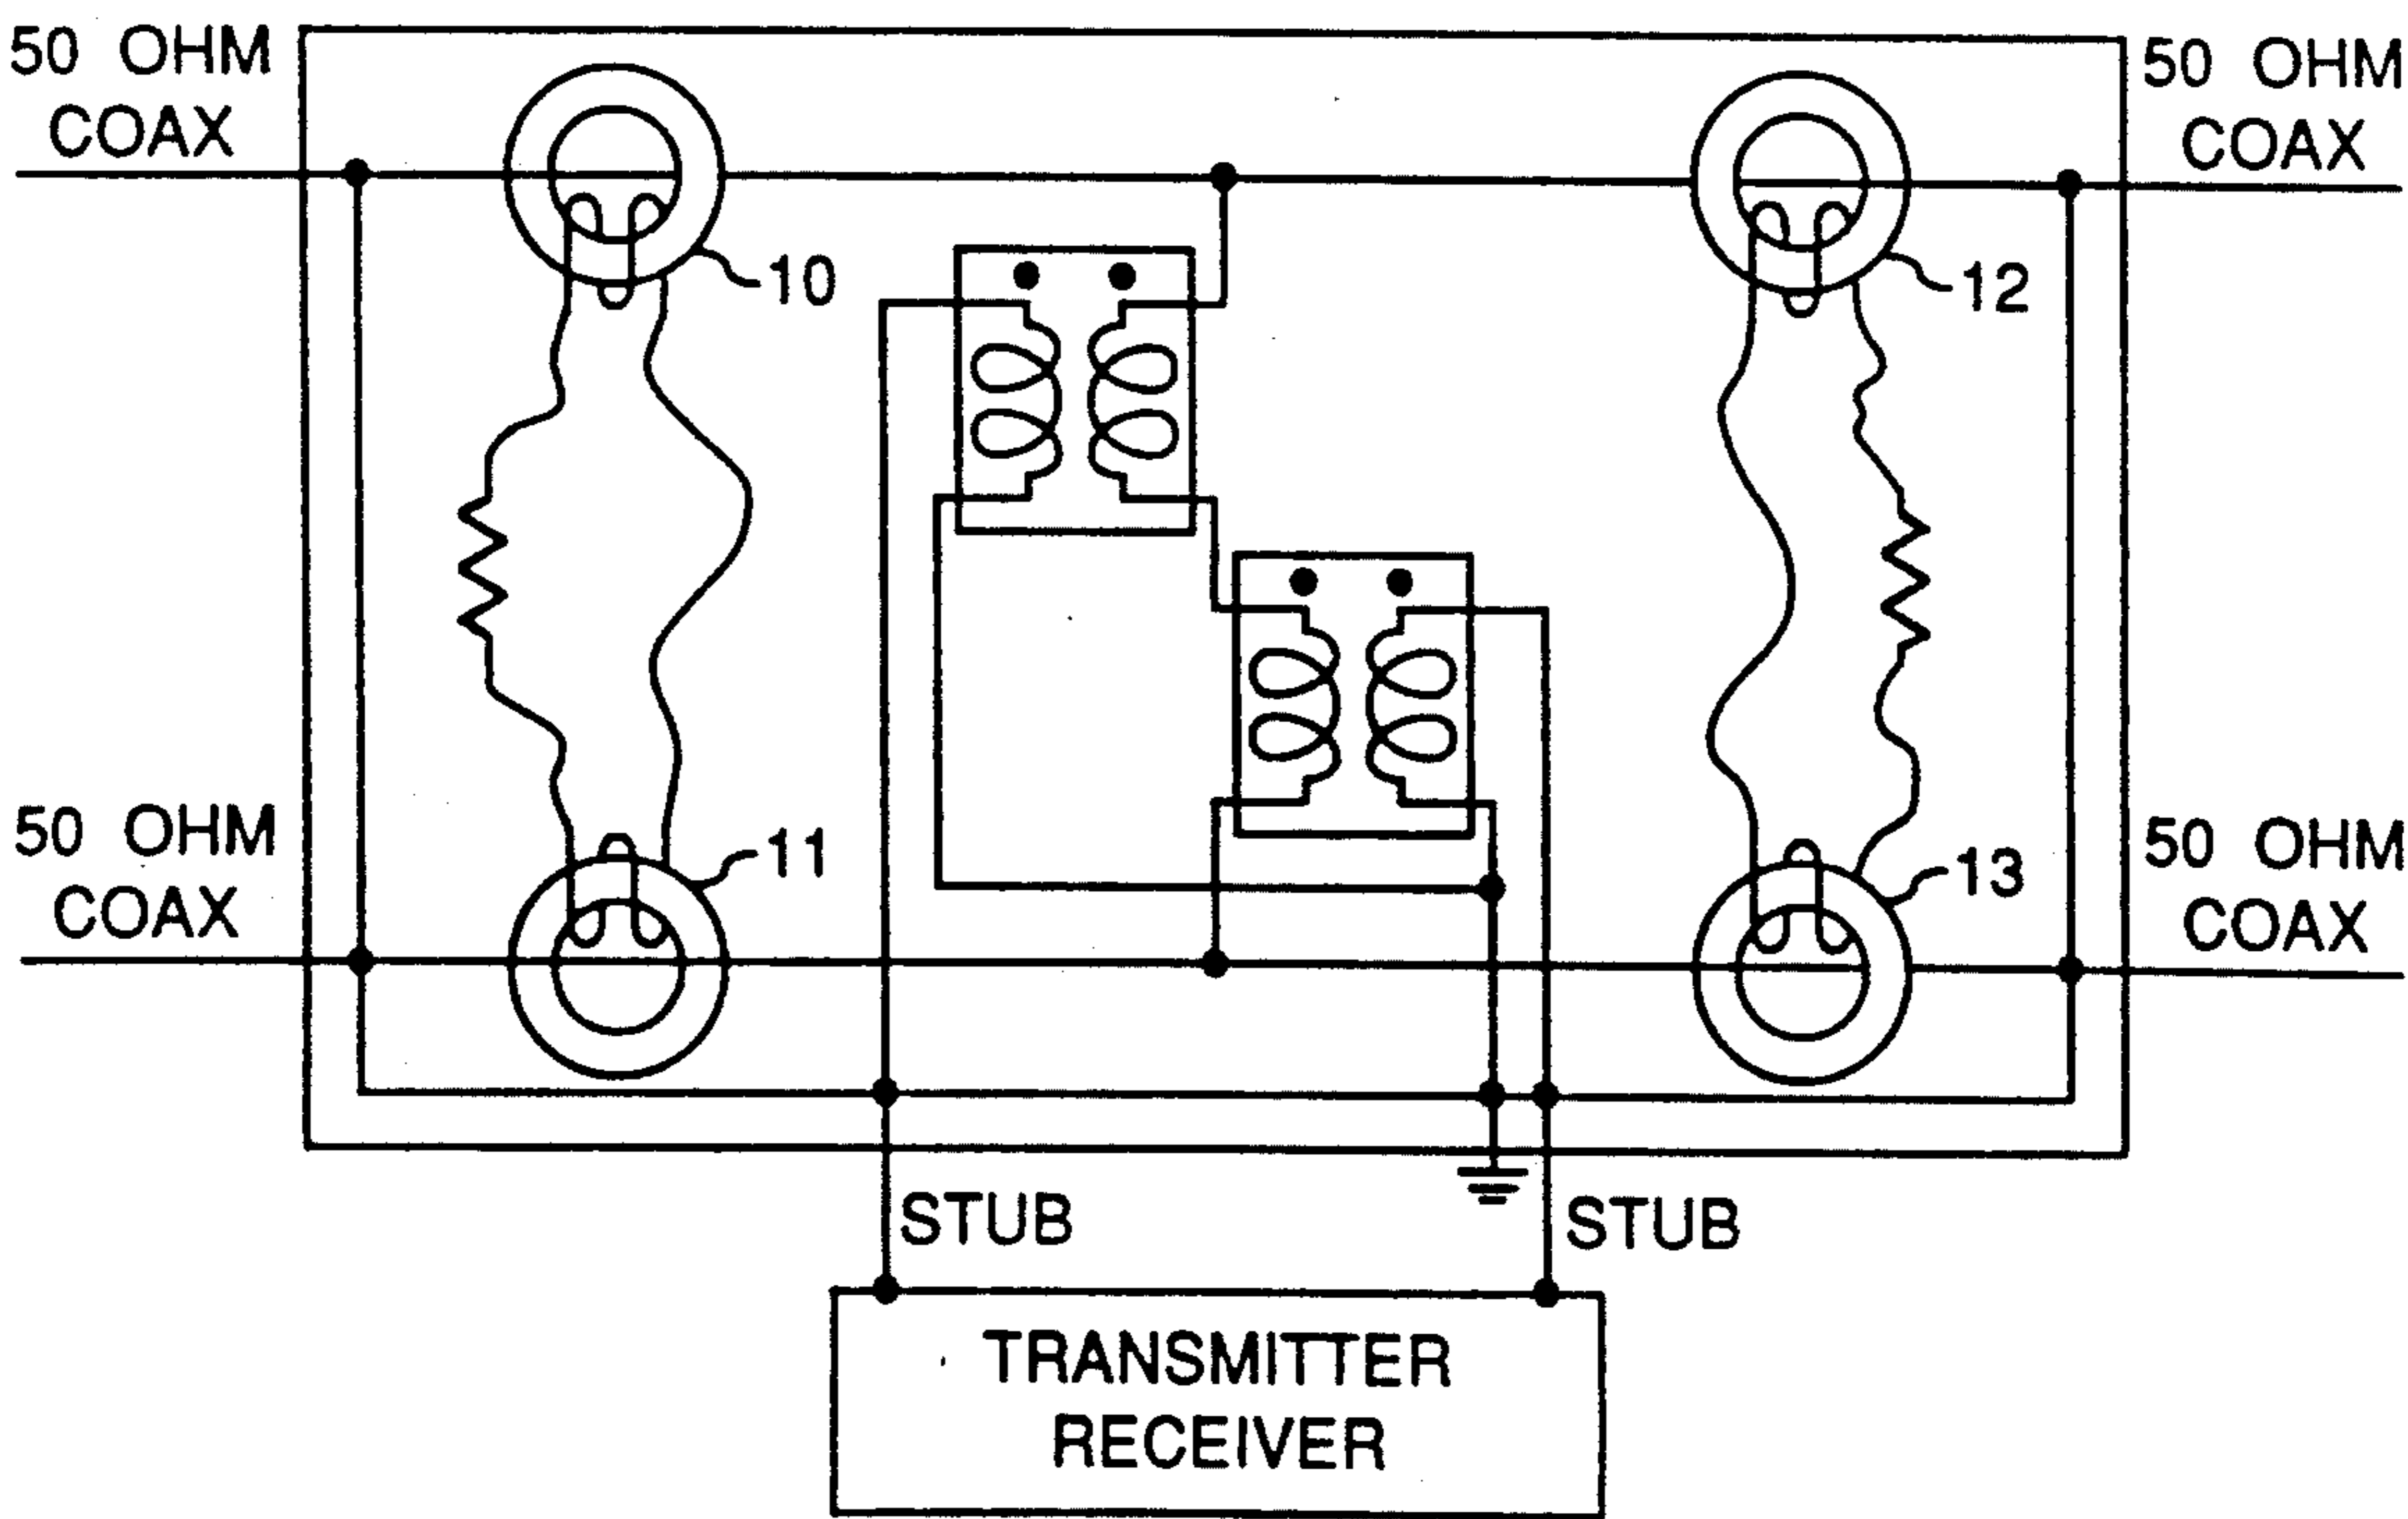 50 OHM
COAX
50 OHM
COAX
10
12
50 OHM
COAX
11
13
50 OHM
COAX
STUB
STUB
TRANSMITTER
RECEIVER